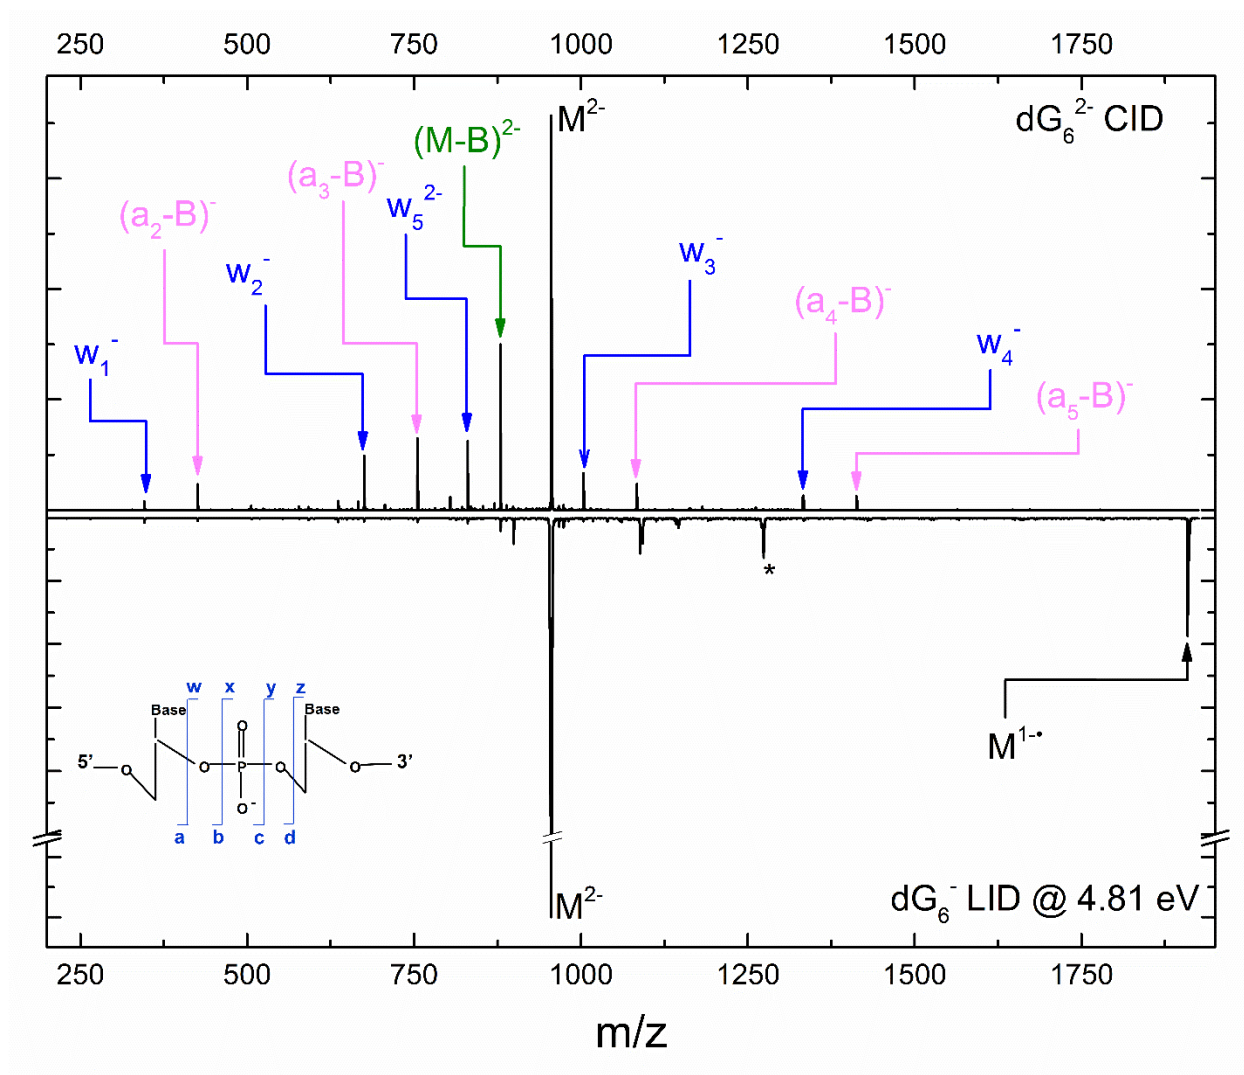 250 500 750 1000 1250 1500 1750
M²⁻
dG₆²⁻ CID
(M-B)²⁻
(a₃-B)⁻
w₅²⁻
(a₂-B)⁻
w₂⁻
w₃⁻
(a₄-B)⁻
w₁⁻
w₄⁻
(a₅-B)⁻
*
M¹⁻•
w x y z
Base Base
O
5' O O P O O 3'
O⁻
a b c d
M²⁻
dG₆⁻ LID @ 4.81 eV
250 500 750 1000 1250 1500 1750
m/z